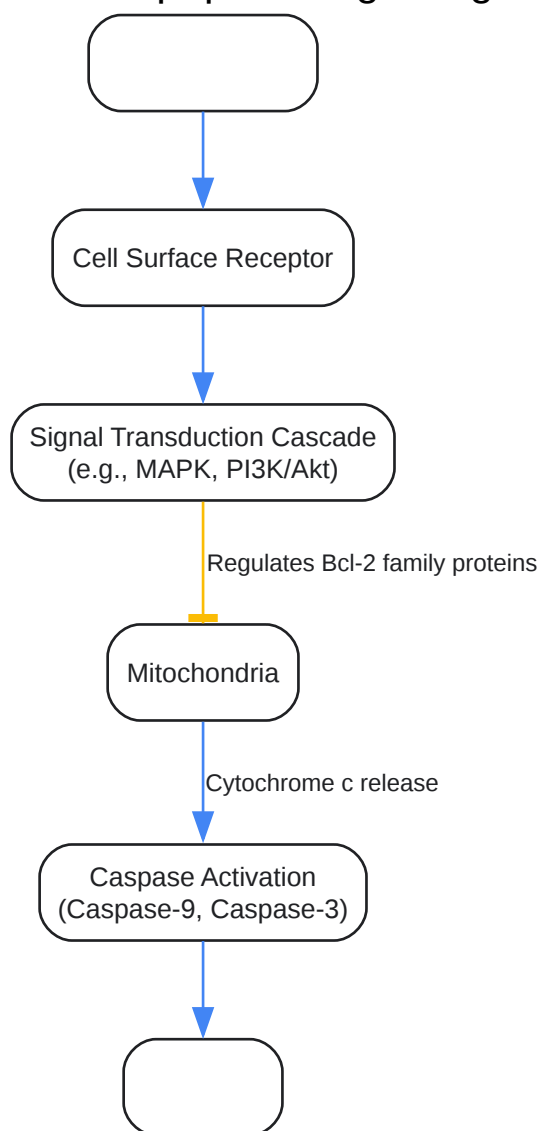 Cell Surface Receptor
Signal Transduction Cascade
(e.g., MAPK, PI3K/Akt)
Regulates Bcl-2 family proteins
Mitochondria
Cytochrome c release
Caspase Activation
(Caspase-9, Caspase-3)